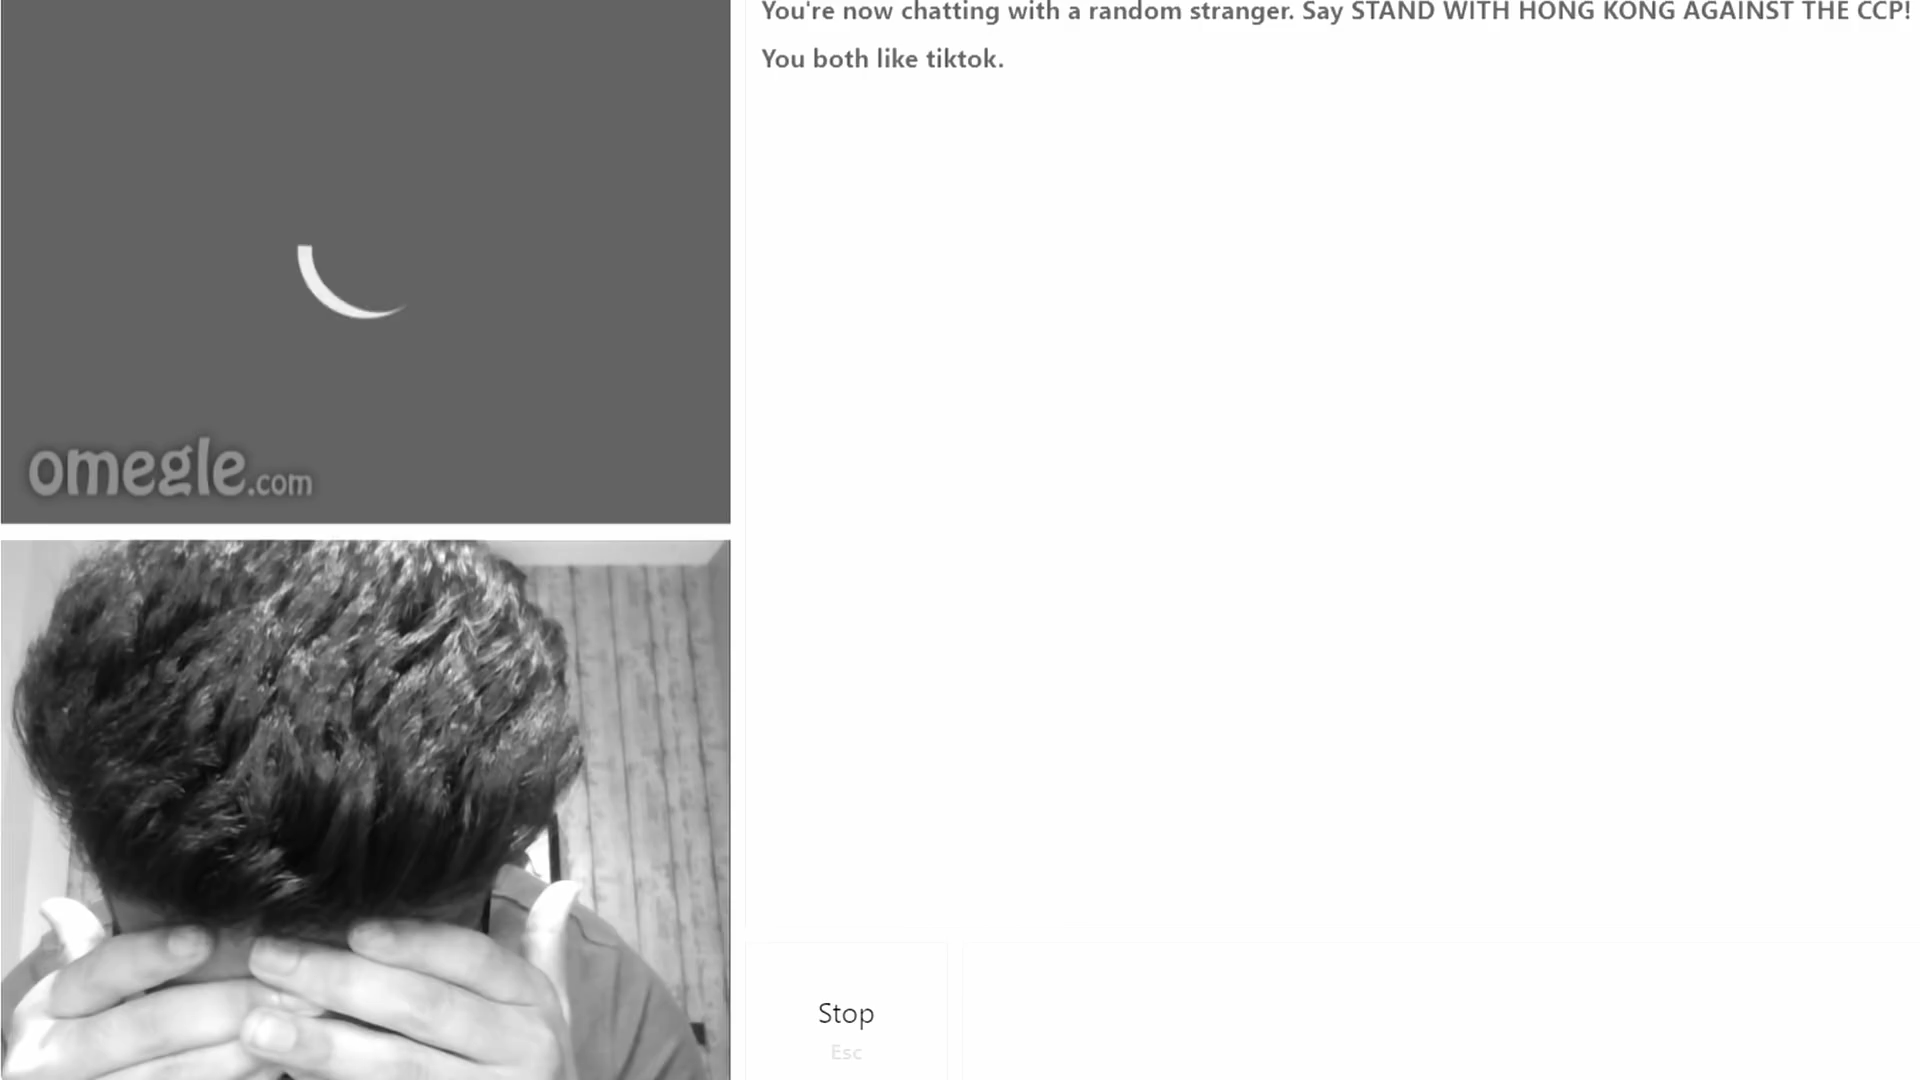 You're now chatting with a random stranger. Say STAND WITH HONG KONG AGAINST THE CCP!
You both like tiktok.
omegle.com
Stop
Esc